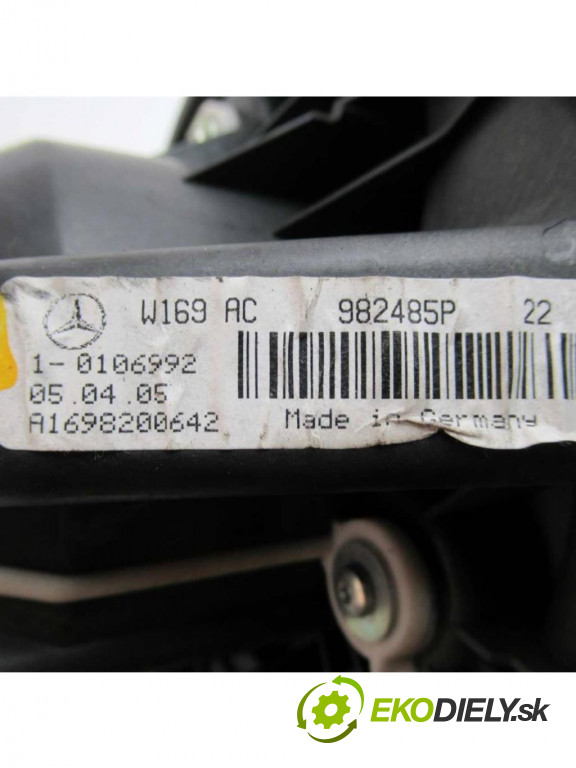 W169 AC 982485P 22
1-0106992
05.04.05
A1698200642 Made in Germany
EKODIELY.sk